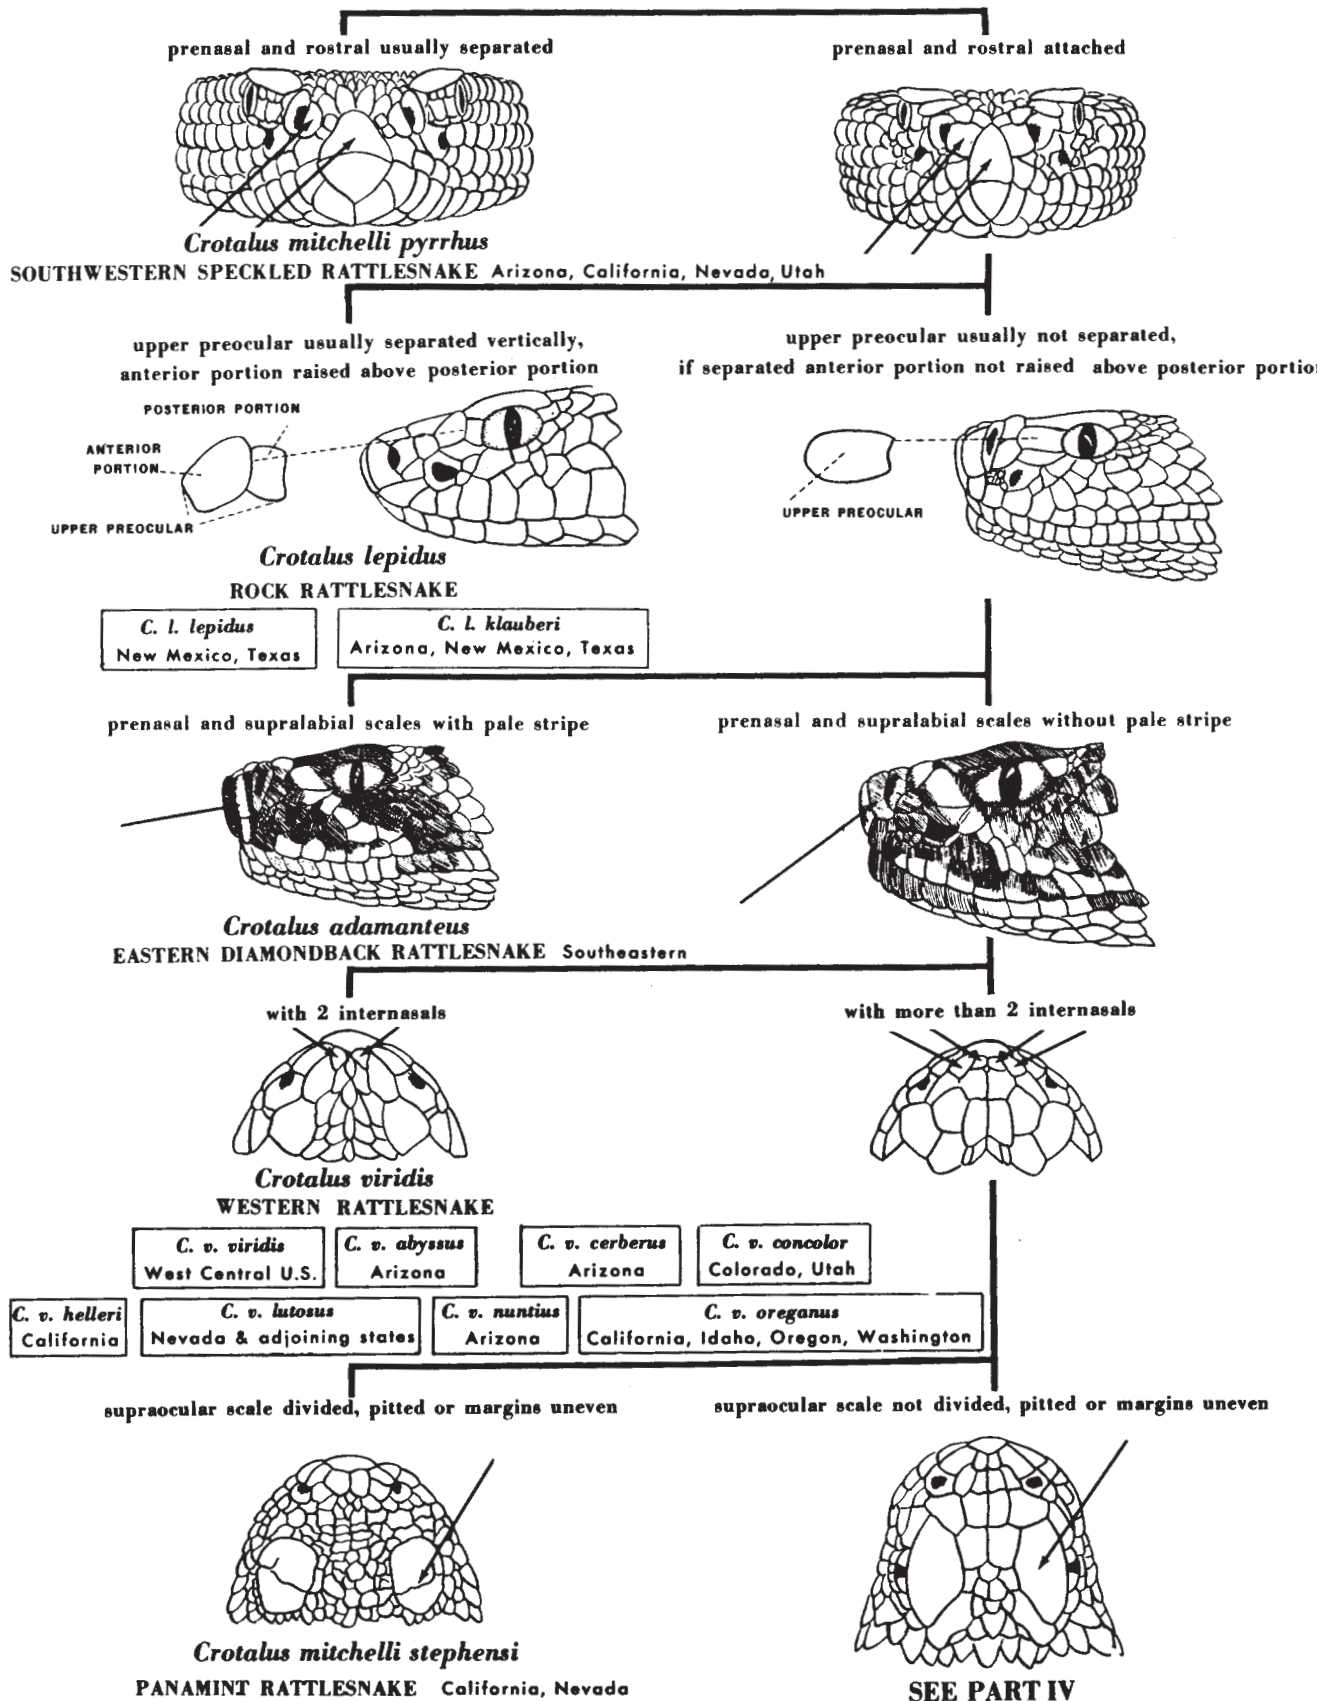 prenasal and rostral usually separated
prenasal and rostral attached
Crotalus mitchelli pyrrhus
SOUTHWESTERN SPECKLED RATTLESNAKE Arizona, California, Nevada, Utah
upper preocular usually separated vertically,
anterior portion raised above posterior portion
upper preocular usually not separated,
if separated anterior portion not raised above posterior portio
POSTERIOR PORTION
ANTERIOR
PORTION
UPPER PREOCULAR
UPPER PREOCULAR
Crotalus lepidus
ROCK RATTLESNAKE
C. l. lepidus
New Mexico, Texas
C. l. klauberi
Arizona, New Mexico, Texas
prenasal and supralabial scales with pale stripe
prenasal and supralabial scales without pale stripe
Crotalus adamanteus
EASTERN DIAMONDBACK RATTLESNAKE Southeastern
with 2 internasals
with more than 2 internasals
Crotalus viridis
WESTERN RATTLESNAKE
C. v. viridis
West Central U.S.
C. v. abyssus
Arizona
C. v. cerberus
Arizona
C. v. concolor
Colorado, Utah
C. v. helleri
California
C. v. lutosus
Nevada & adjoining states
C. v. nuntius
Arizona
C. v. oreganus
California, Idaho, Oregon, Washington
supraocular scale divided, pitted or margins uneven
supraocular scale not divided, pitted or margins uneven
Crotalus mitchelli stephensi
PANAMINT RATTLESNAKE California, Nevada
SEE PART IV